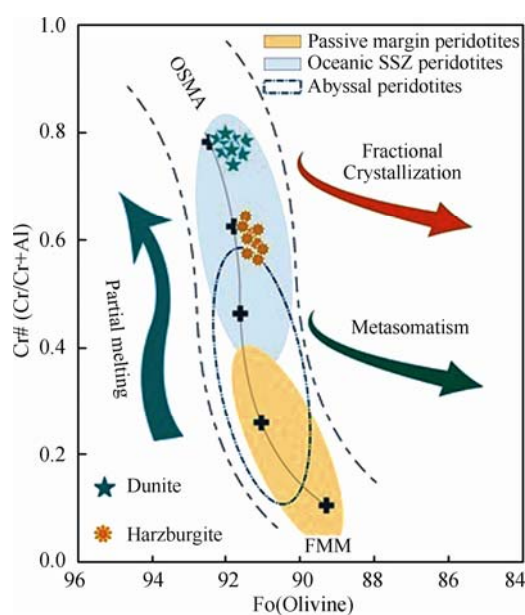 1.0
0.8
0.6
0.4
0.2
0.0
Cr# (Cr/Cr+Al)
OSMA
Passive margin peridotites
Oceanic SSZ peridotites
Abyssal peridotites
Fractional
Crystallization
Partial melting
Metasomatism
Dunite
Harzburgite
FMM
96
94
92
90
88
86
84
Fo(Olivine)